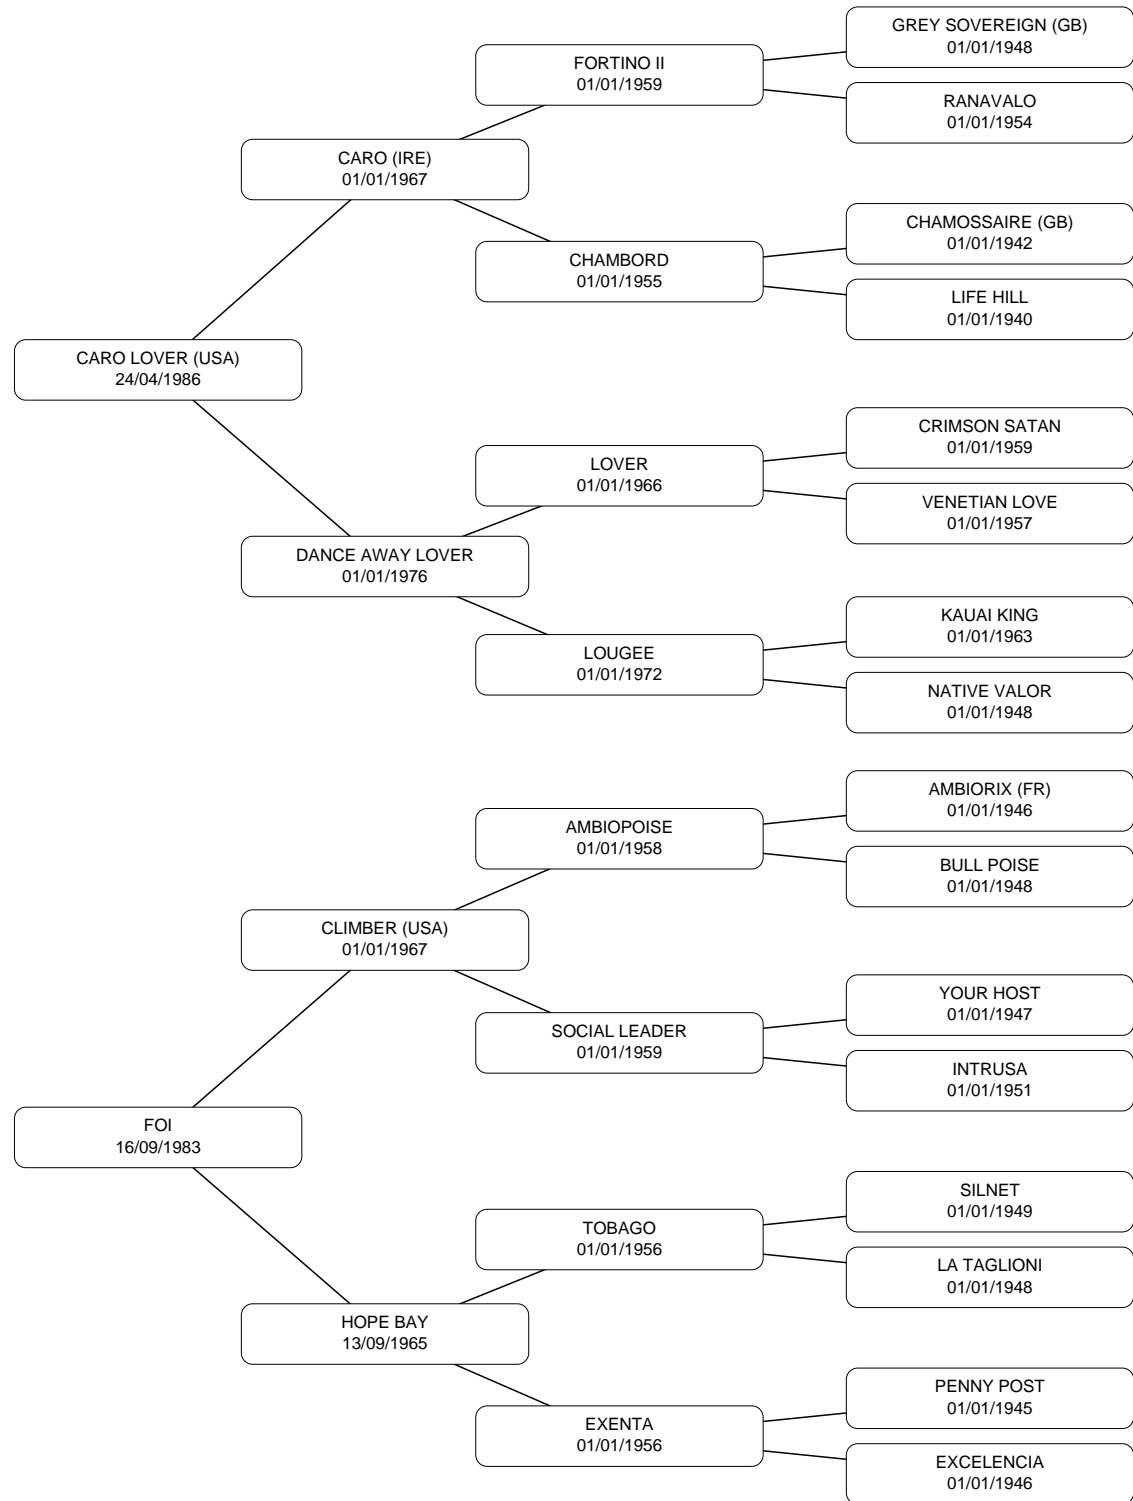 GREY SOVEREIGN (GB)
01/01/1948
FORTINO II
01/01/1959
RANAVALO
01/01/1954
CARO (IRE)
01/01/1967
CHAMOSSAIRE (GB)
01/01/1942
CHAMBORD
01/01/1955
LIFE HILL
01/01/1940
CARO LOVER (USA)
24/04/1986
CRIMSON SATAN
01/01/1959
LOVER
01/01/1966
VENETIAN LOVE
01/01/1957
DANCE AWAY LOVER
01/01/1976
KAUAI KING
01/01/1963
LOUGEE
01/01/1972
NATIVE VALOR
01/01/1948
AMBIORIX (FR)
01/01/1946
AMBIOPOISE
01/01/1958
BULL POISE
01/01/1948
CLIMBER (USA)
01/01/1967
YOUR HOST
01/01/1947
SOCIAL LEADER
01/01/1959
INTRUSA
01/01/1951
FOI
16/09/1983
SILNET
01/01/1949
TOBAGO
01/01/1956
LA TAGLIONI
01/01/1948
HOPE BAY
13/09/1965
PENNY POST
01/01/1945
EXENTA
01/01/1956
EXCELENCIA
01/01/1946